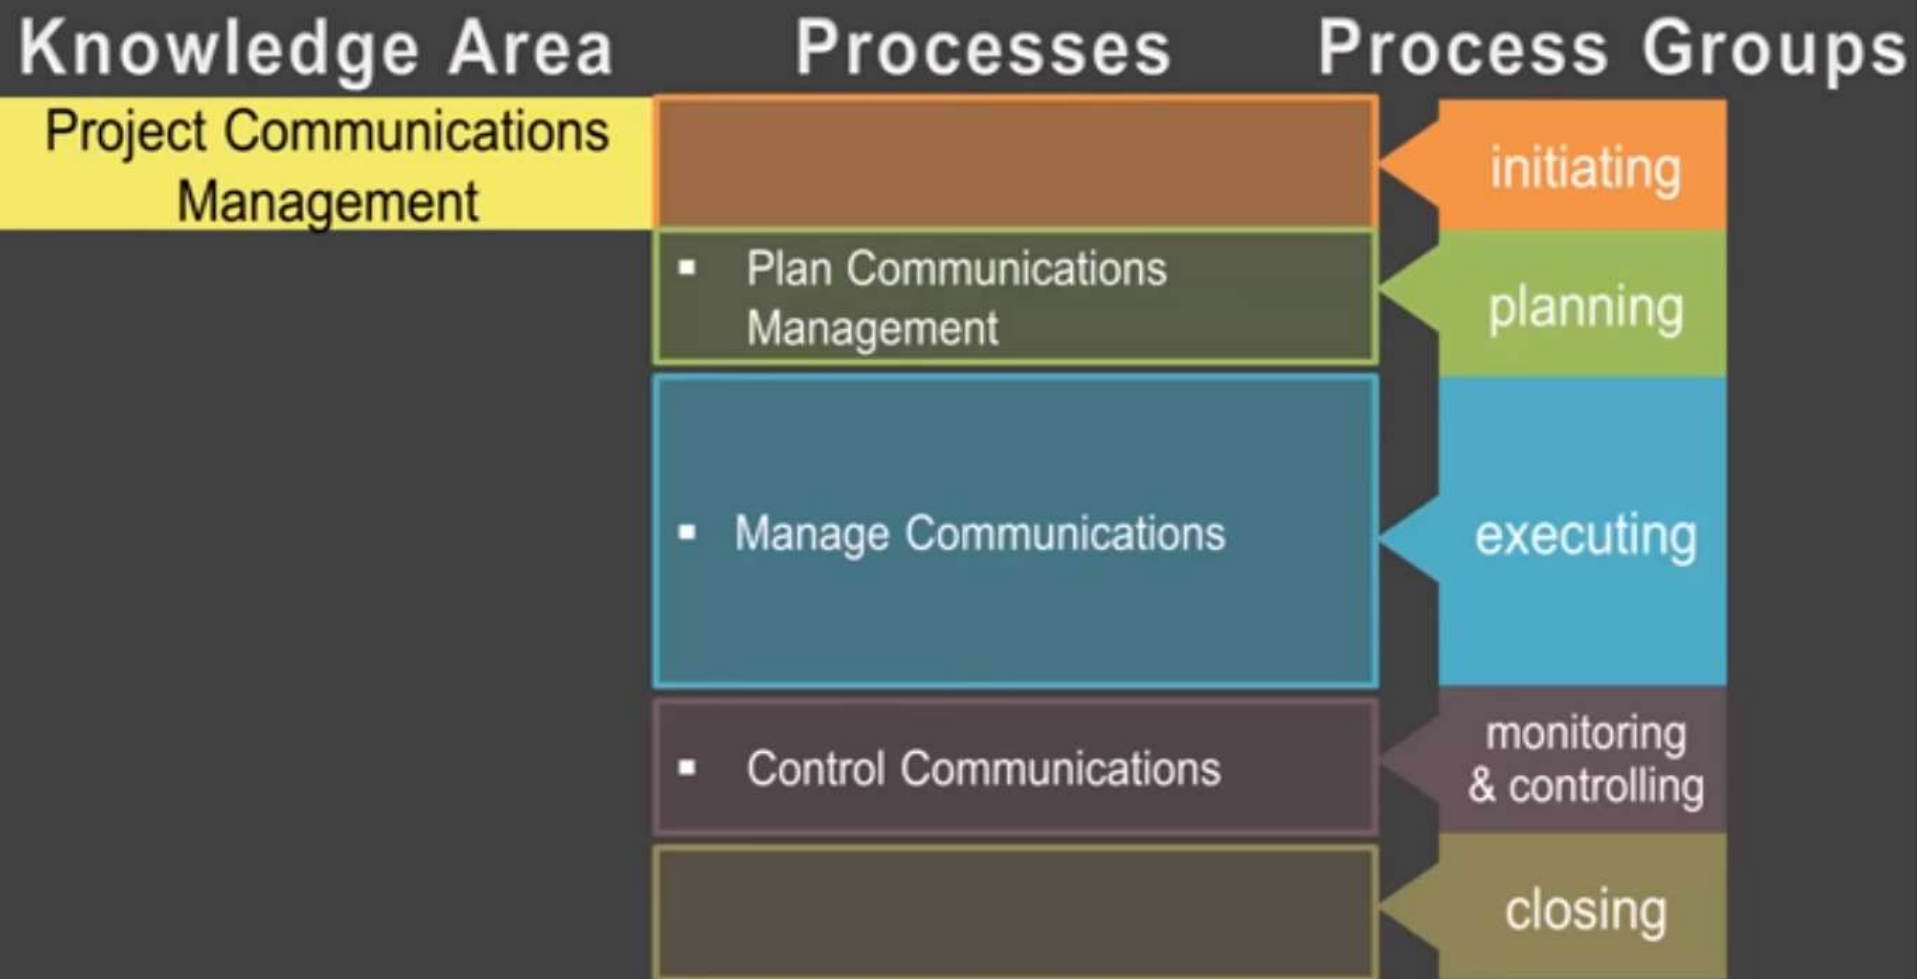 Knowledge Area
Processes
Process Groups
Project Communications
Management
initiating
▪ Plan Communications
Management
planning
▪ Manage Communications
executing
▪ Control Communications
monitoring
& controlling
closing